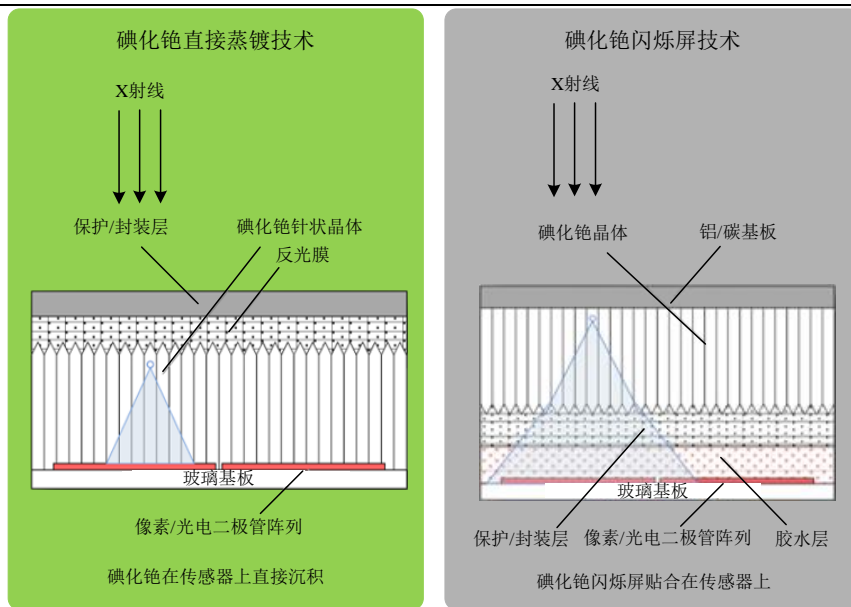 碘化铯直接蒸镀技术
X射线
保护/封装层
碘化铯针状晶体
反光膜
玻璃基板
像素/光电二极管阵列
碘化铯在传感器上直接沉积
碘化铯闪烁屏技术
X射线
碘化铯晶体
铝/碳基板
玻璃基板
保护/封装层
像素/光电二极管阵列
胶水层
碘化铯闪烁屏贴合在传感器上